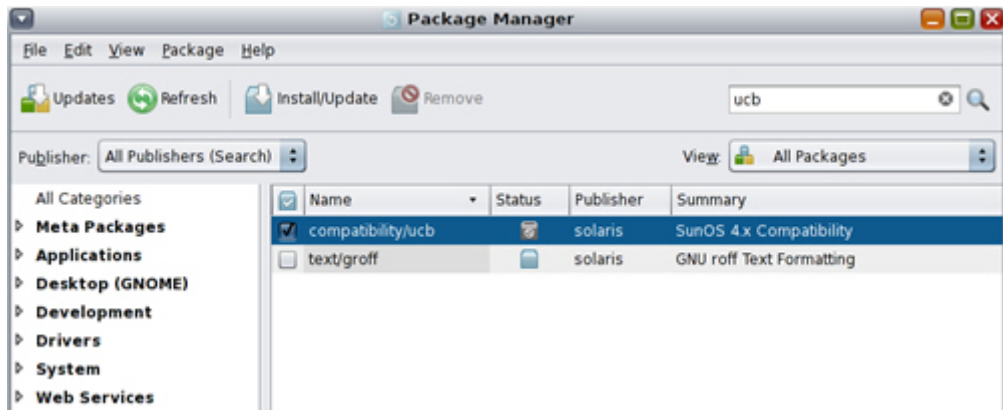 Package Manager
File Edit View Package Help
Updates Refresh Install/Update Remove ucb
Publisher: All Publishers (Search) View: All Packages
All Categories
Meta Packages
Applications
Desktop (GNOME)
Development
Drivers
System
Web Services
Name Status Publisher Summary
compatibility/ucb solaris SunOS 4.x Compatibility
text/groff solaris GNU roff Text Formatting